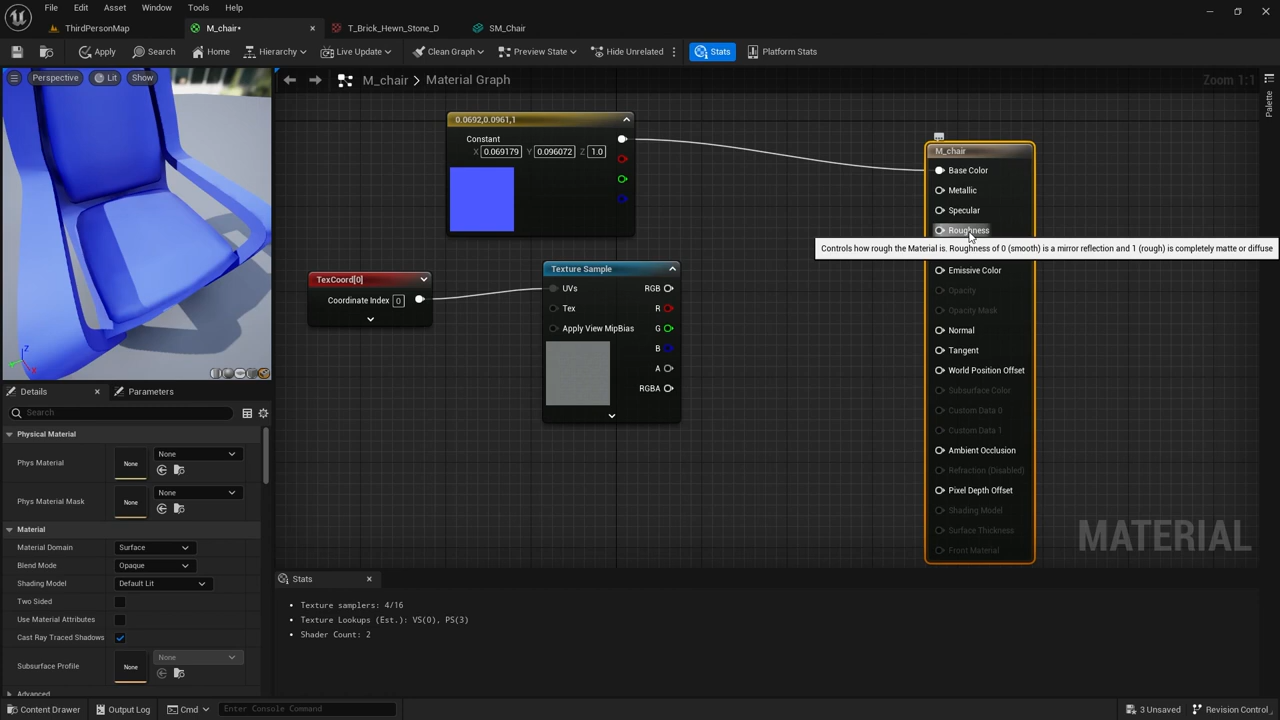 File Edit Asset Window Tools Help
ThirdPersonMap M_chair• T_Brick_Hewn_Stone_D SM_Chair
Apply Search Home Hierarchy Live Update Clean Graph Preview State Hide Unrelated Stats Platform Stats
Perspective Lit Show
M_chair > Material Graph
Zoom 1:1
Palette
0.0692,0.0961,1
Constant
X 0.069179 Y 0.096072 Z 1.0
TexCoord[0]
Coordinate Index 0
Texture Sample
UVs RGB
Tex R
Apply View MipBias G
B
A
RGBA
M_chair
Base Color
Metallic
Specular
Roughness
Controls how rough the Material is. Roughness of 0 (smooth) is a mirror reflection and 1 (rough) is completely matte or diffuse
Emissive Color
Opacity
Opacity Mask
Normal
Tangent
World Position Offset
Subsurface Color
Custom Data 0
Custom Data 1
Ambient Occlusion
Refraction (Disabled)
Pixel Depth Offset
Shading Model
Surface Thickness
Front Material
MATERIAL
Z
X
Details Parameters
Search
Physical Material
Phys Material None None
Phys Material Mask None None
Material
Material Domain Surface
Blend Mode Opaque
Shading Model Default Lit
Two Sided
Use Material Attributes
Cast Ray Traced Shadows
Subsurface Profile None None
Advanced
Stats
• Texture samplers: 4/16
• Texture Lookups (Est.): VS(0), PS(3)
• Shader Count: 2
Content Drawer Output Log Cmd Enter Console Command 3 Unsaved Revision Control